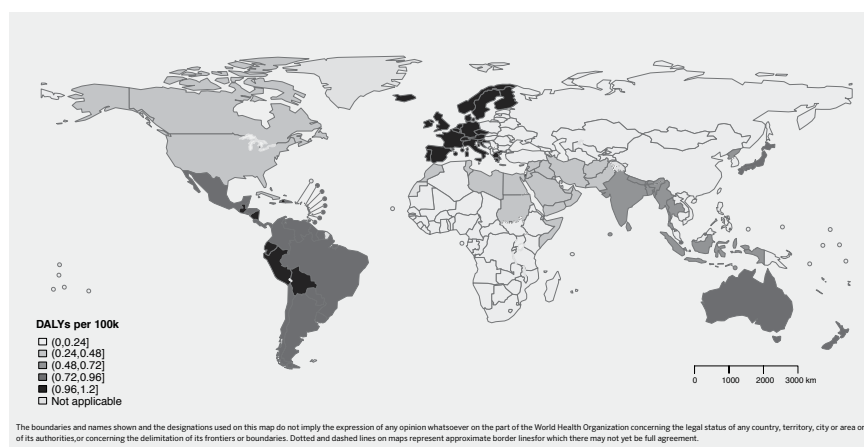 DALYs per 100k
(0,0.24]
(0.24,0.48]
(0.48,0.72]
(0.72,0.96]
(0.96,1.2]
Not applicable
0 1000 2000 3000 km
The boundaries and names shown and the designations used on this map do not imply the expression of any opinion whatsoever on the part of the World Health Organization concerning the legal status of any country, territory, city or area o
of its authorities,or concerning the delimitation of its frontiers or boundaries. Dotted and dashed lines on maps represent approximate border linesfor which there may not yet be full agreement.